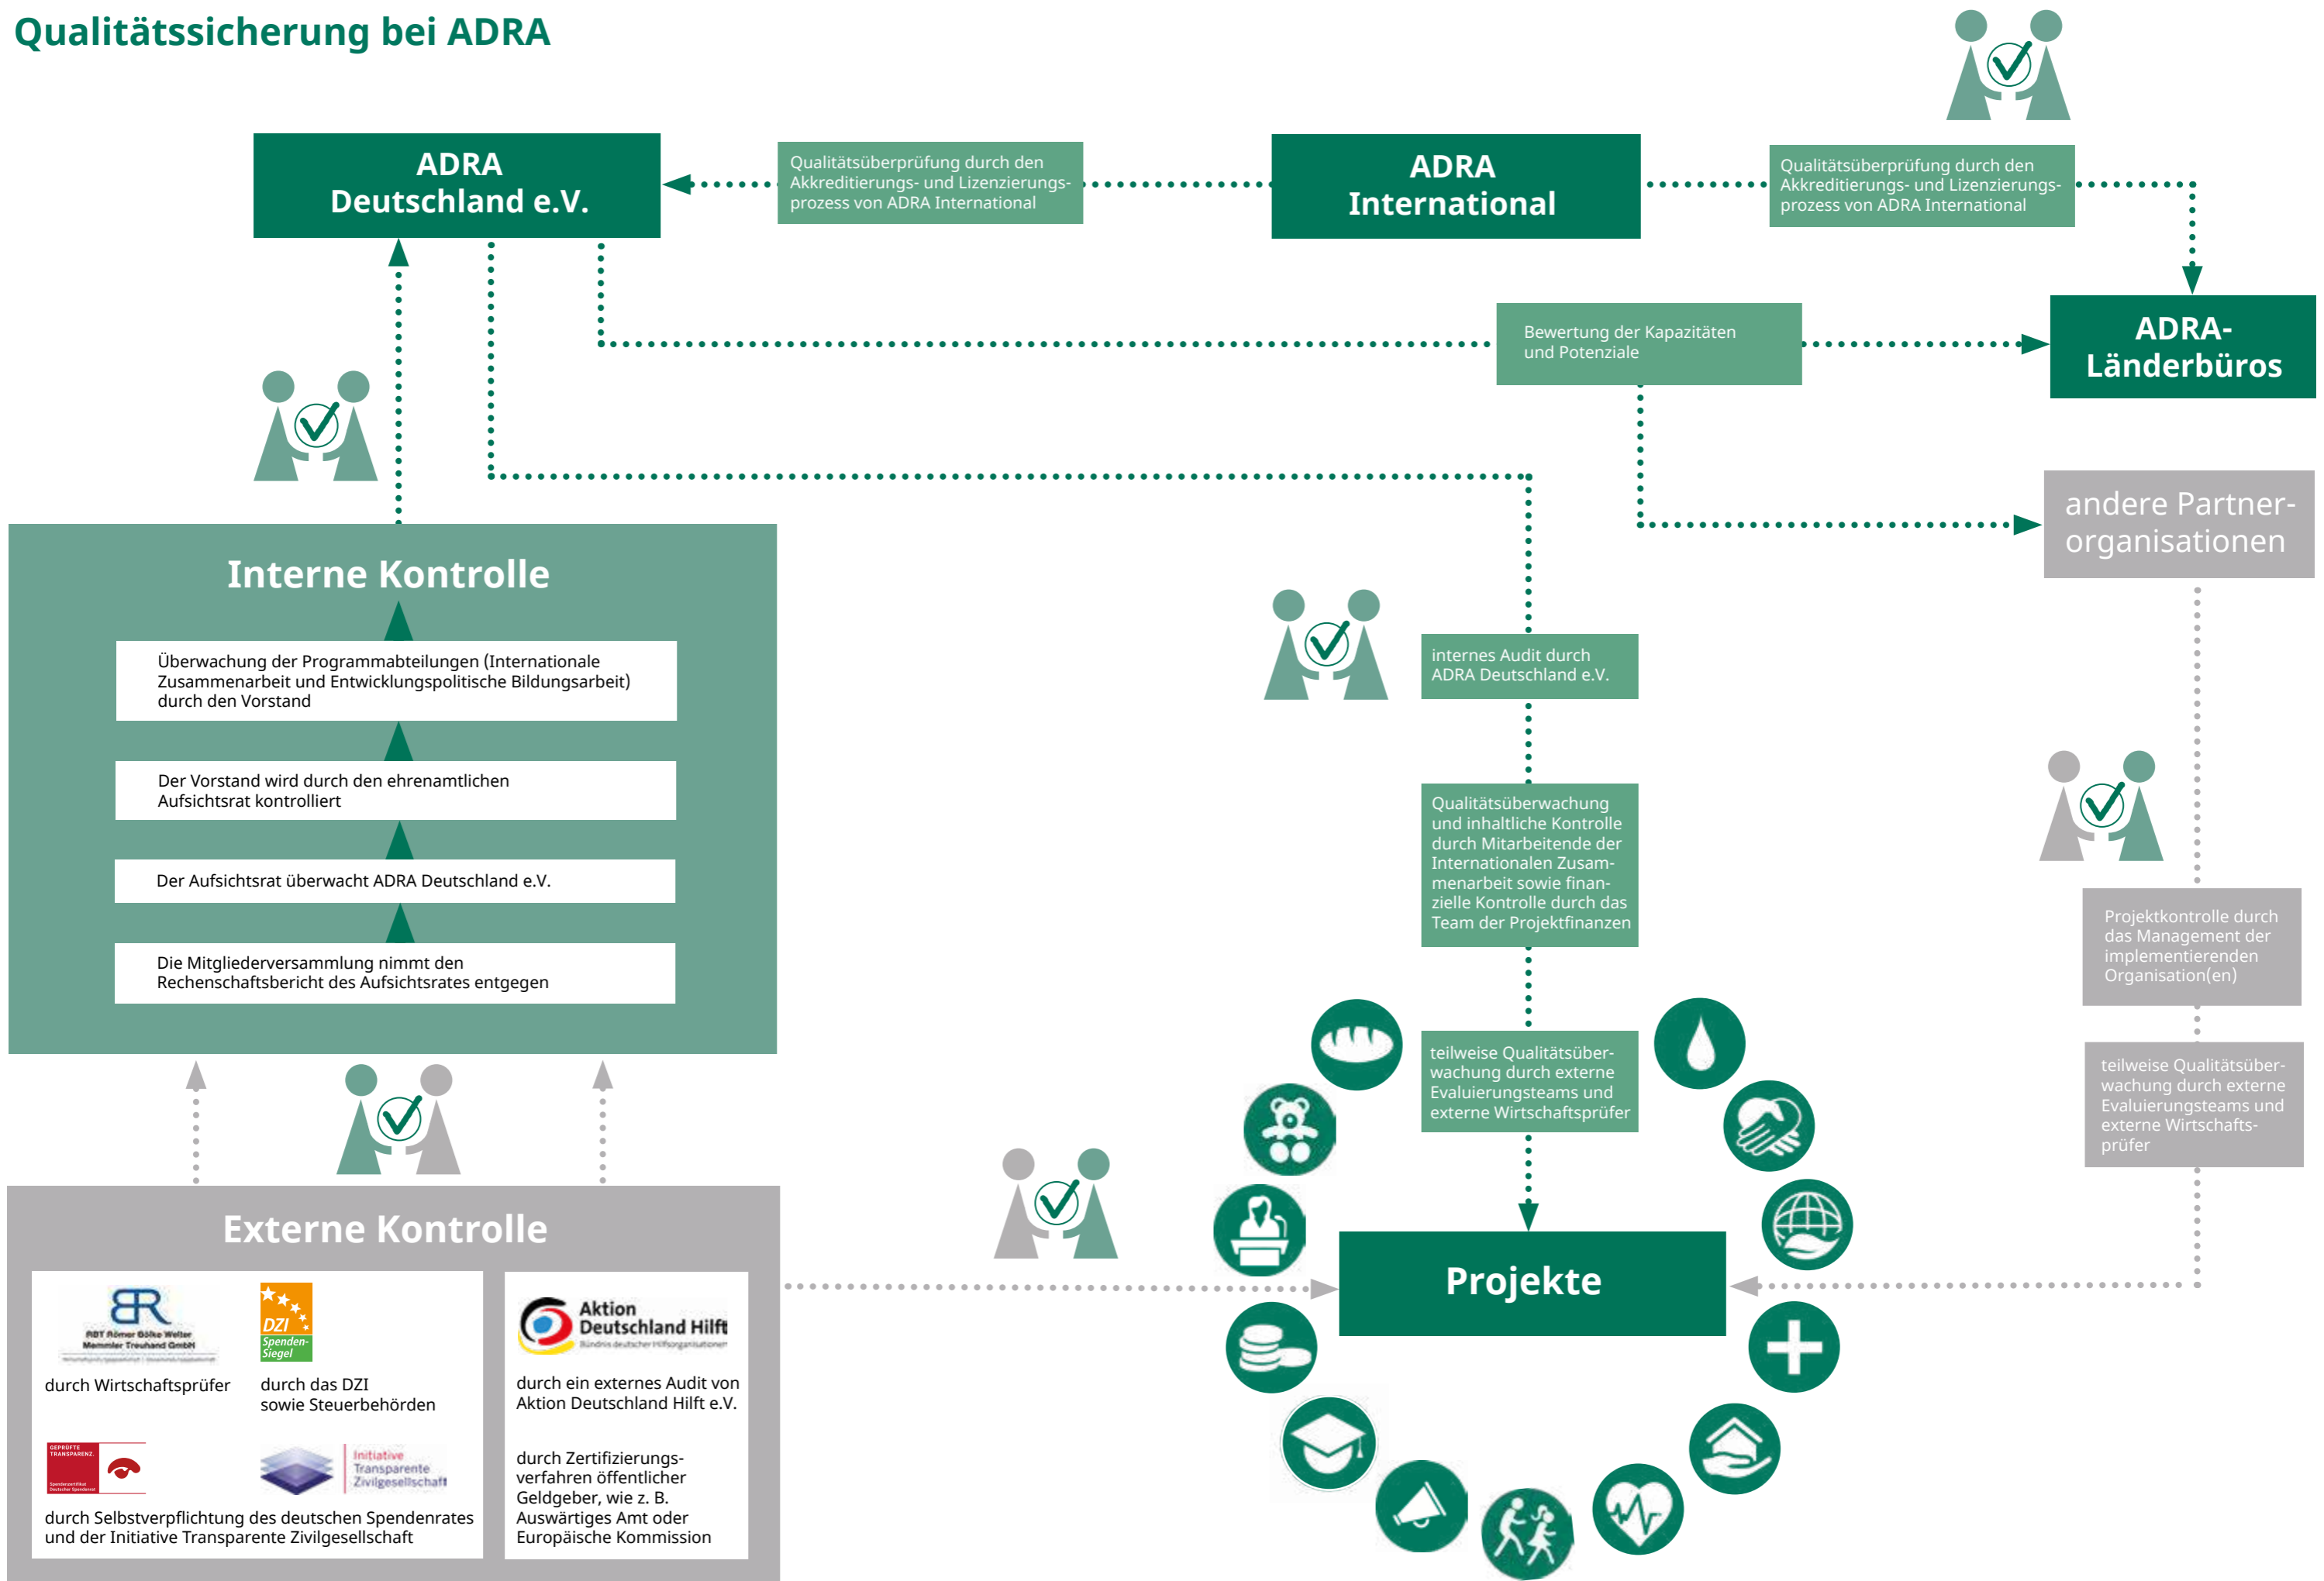 Qualitätssicherung bei ADRA
ADRA
Deutschland e.V.
Qualitätsüberprüfung durch den
Akkreditierungs- und Lizenzierungs-
prozess von ADRA International
ADRA
International
Qualitätsüberprüfung durch den
Akkreditierungs- und Lizenzierungs-
prozess von ADRA International
Bewertung der Kapazitäten
und Potenziale
ADRA-
Länderbüros
andere Partner-
organisationen
Interne Kontrolle
Überwachung der Programmabteilungen (Internationale
Zusammenarbeit und Entwicklungspolitische Bildungsarbeit)
durch den Vorstand
Der Vorstand wird durch den ehrenamtlichen
Aufsichtsrat kontrolliert
Der Aufsichtsrat überwacht ADRA Deutschland e.V.
Die Mitgliederversammlung nimmt den
Rechenschaftsbericht des Aufsichtsrates entgegen
internes Audit durch
ADRA Deutschland e.V.
Qualitätsüberwachung
und inhaltliche Kontrolle
durch Mitarbeitende der
Internationalen Zusam-
menarbeit sowie finan-
zielle Kontrolle durch das
Team der Projektfinanzen
teilweise Qualitätsüber-
wachung durch externe
Evaluierungsteams und
externe Wirtschaftsprüfer
Projektkontrolle durch
das Management der
implementierenden
Organisation(en)
teilweise Qualitätsüber-
wachung durch externe
Evaluierungsteams und
externe Wirtschafts-
prüfer
Projekte
Externe Kontrolle
RBT Römer Bölke Welter
Memmler Treuhand GmbH
durch Wirtschaftsprüfer
DZI
Spenden-
Siegel
durch das DZI
sowie Steuerbehörden
GEPRÜFTE
TRANSPARENZ.
Spendenzertifikat
Deutscher Spendenrat
Initiative
Transparente
Zivilgesellschaft
durch Selbstverpflichtung des deutschen Spendenrates
und der Initiative Transparente Zivilgesellschaft
Aktion
Deutschland Hilft
Bündnis deutscher Hilfsorganisationen
durch ein externes Audit von
Aktion Deutschland Hilft e.V.
durch Zertifizierungs-
verfahren öffentlicher
Geldgeber, wie z. B.
Auswärtiges Amt oder
Europäische Kommission